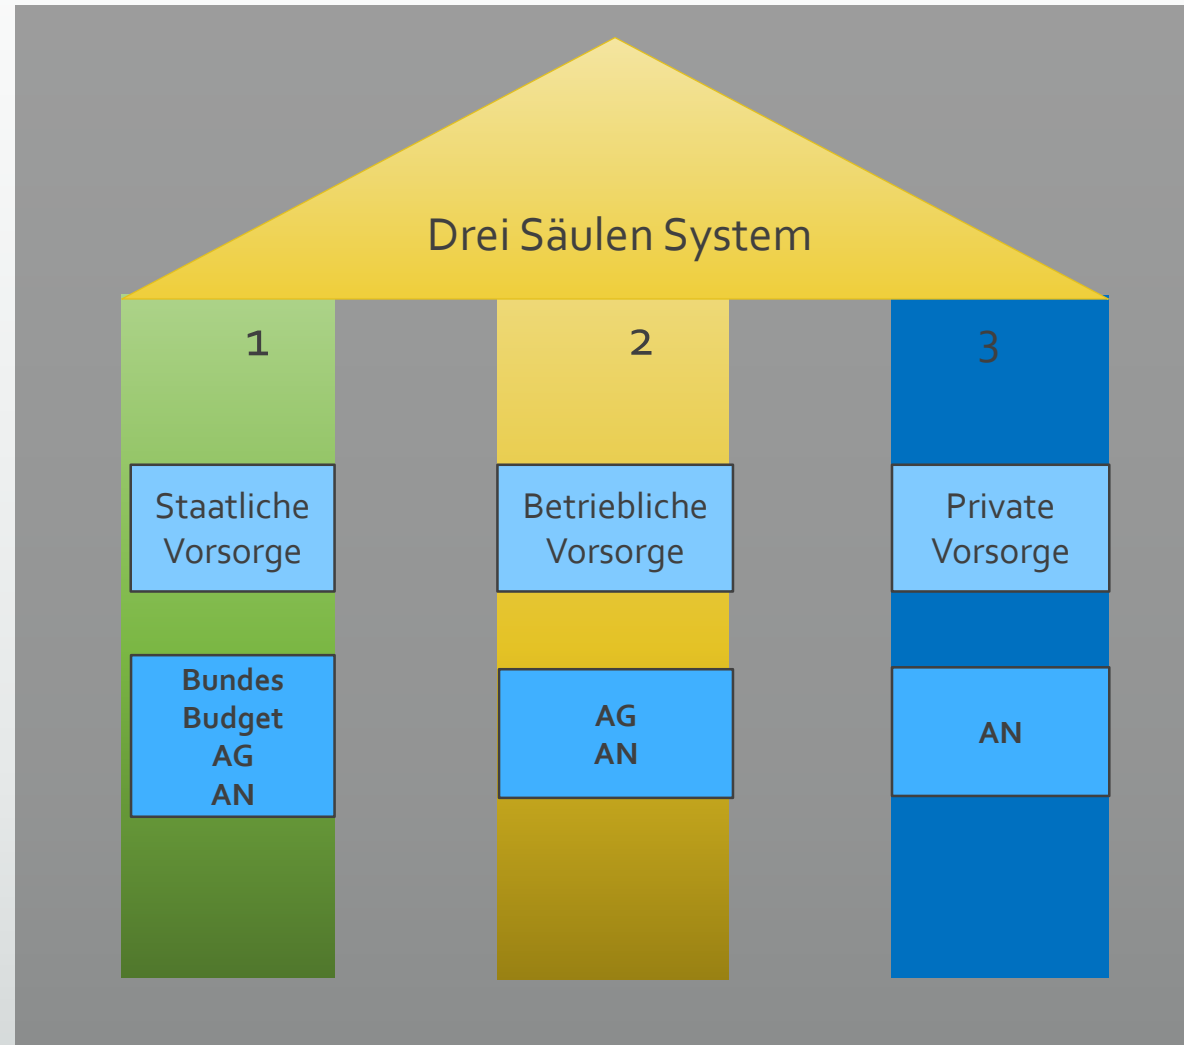 Drei Säulen System
1
2
3
Staatliche
Vorsorge
Betriebliche
Vorsorge
Private
Vorsorge
Bundes
Budget
AG
AN
AG
AN
AN